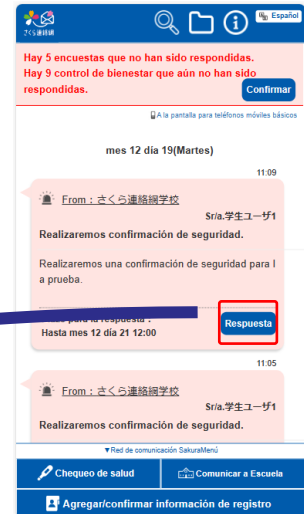 さくら連絡網
Español
Hay 5 encuestas que no han sido respondidas.
Hay 9 control de bienestar que aún no han sido
respondidas.
Confirmar
A la pantalla para teléfonos móviles básicos
mes 12 día 19(Martes)
11:09
From：さくら連絡網学校
Sr/a.学生ユーザ1
Realizaremos confirmación de seguridad.
Realizaremos una confirmación de seguridad para l
a prueba.
para la respuesta :
Hasta mes 12 día 21 12:00
Respuesta
11:05
From：さくら連絡網学校
Sr/a.学生ユーザ1
Realizaremos confirmación de seguridad.
▼Red de comunicación SakuraMenú
Chequeo de salud
Comunicar a Escuela
Agregar/confirmar información de registro